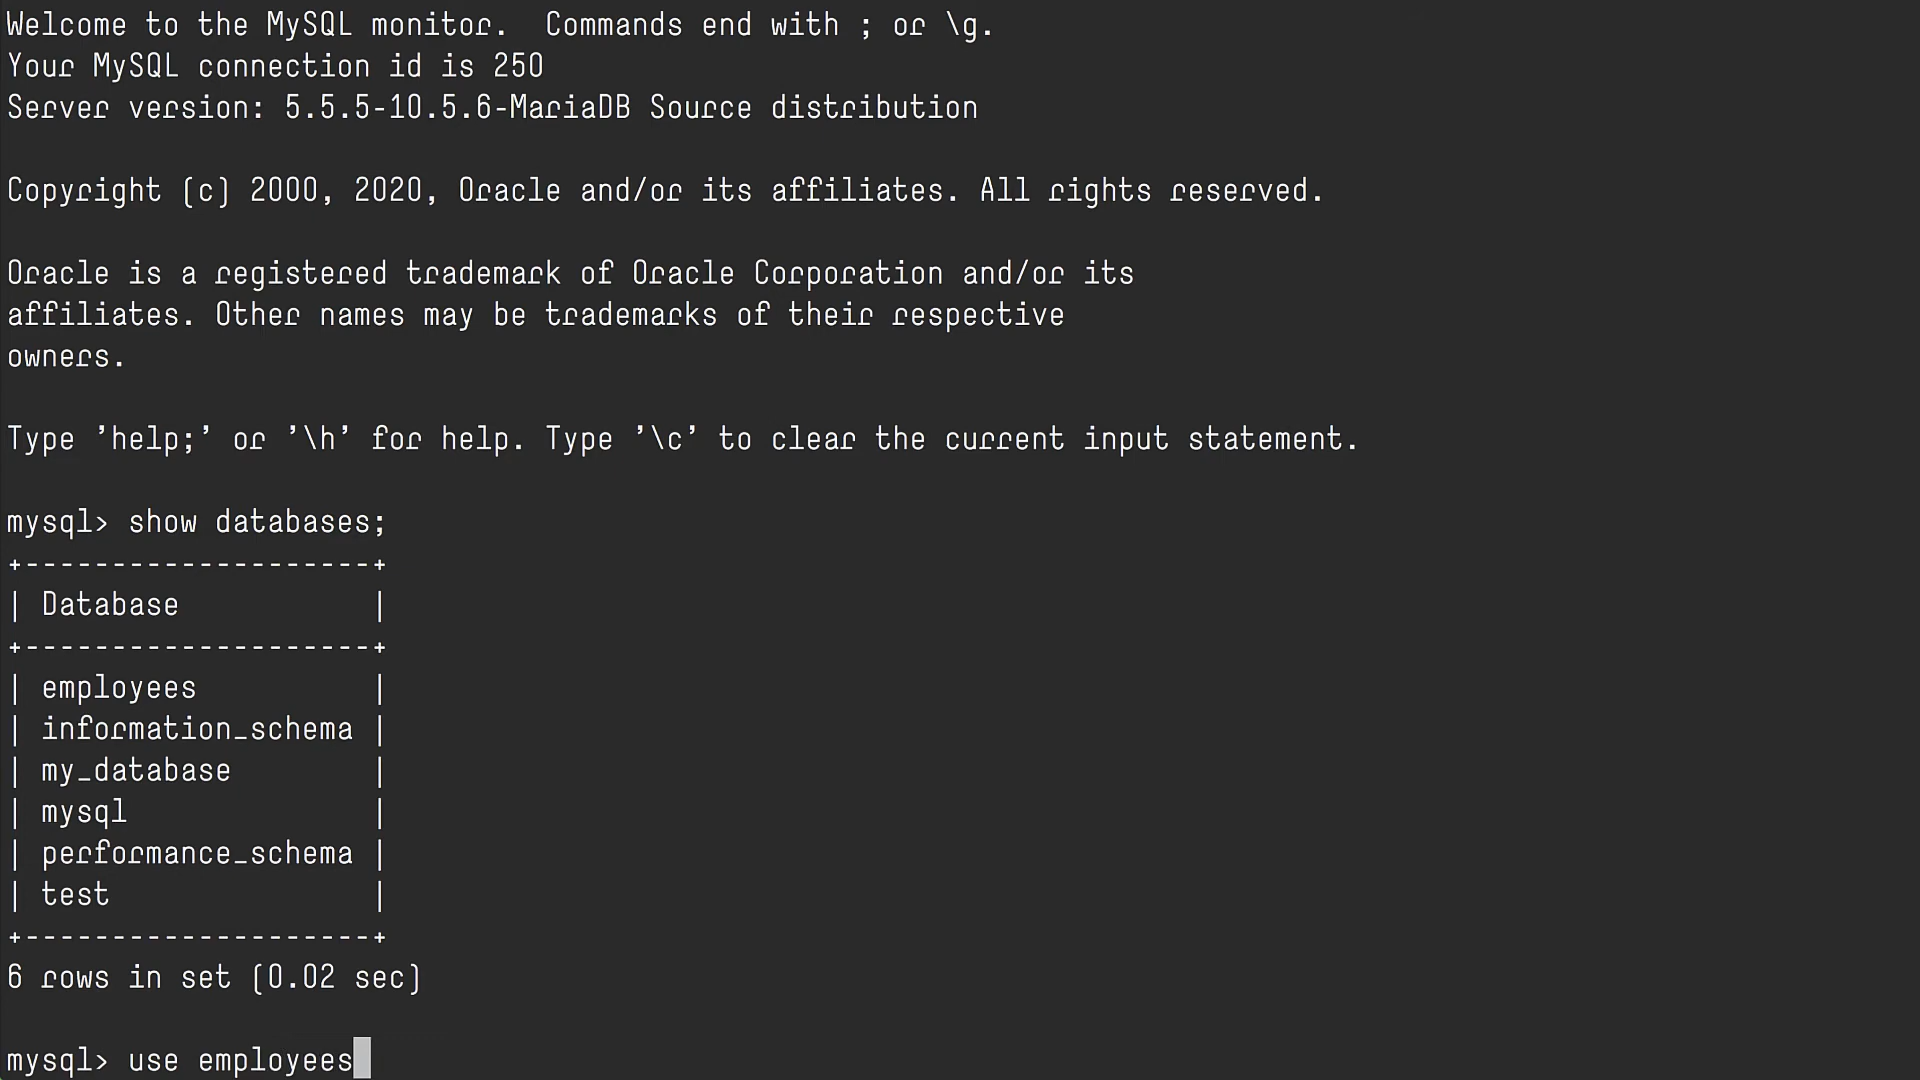 Welcome to the MySQL monitor.  Commands end with ; or \g.
Your MySQL connection id is 250
Server version: 5.5.5-10.5.6-MariaDB Source distribution

Copyright (c) 2000, 2020, Oracle and/or its affiliates. All rights reserved.

Oracle is a registered trademark of Oracle Corporation and/or its
affiliates. Other names may be trademarks of their respective
owners.

Type 'help;' or '\h' for help. Type '\c' to clear the current input statement.

mysql> show databases;
+--------------------+
| Database           |
+--------------------+
| employees          |
| information_schema |
| my_database        |
| mysql              |
| performance_schema |
| test               |
+--------------------+
6 rows in set (0.02 sec)

mysql> use employees